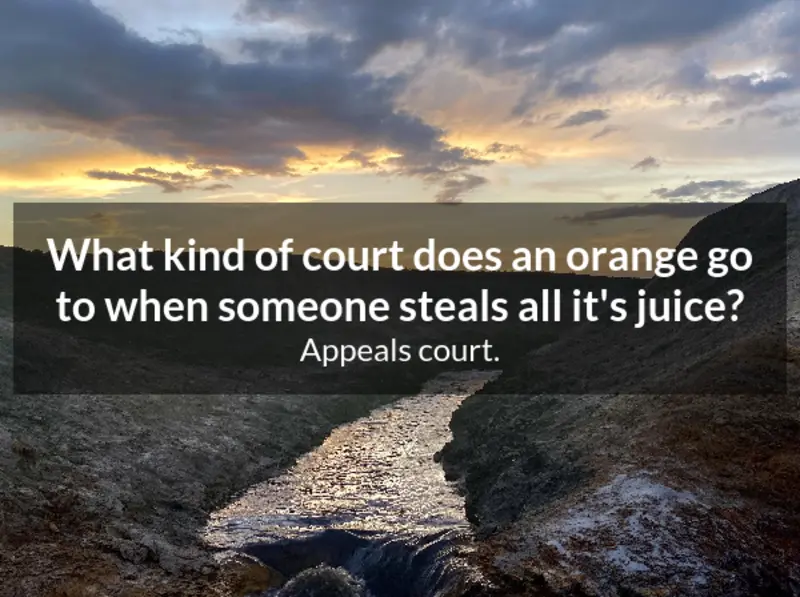 What kind of court does an orange go
to when someone steals all it's juice?
Appeals court.